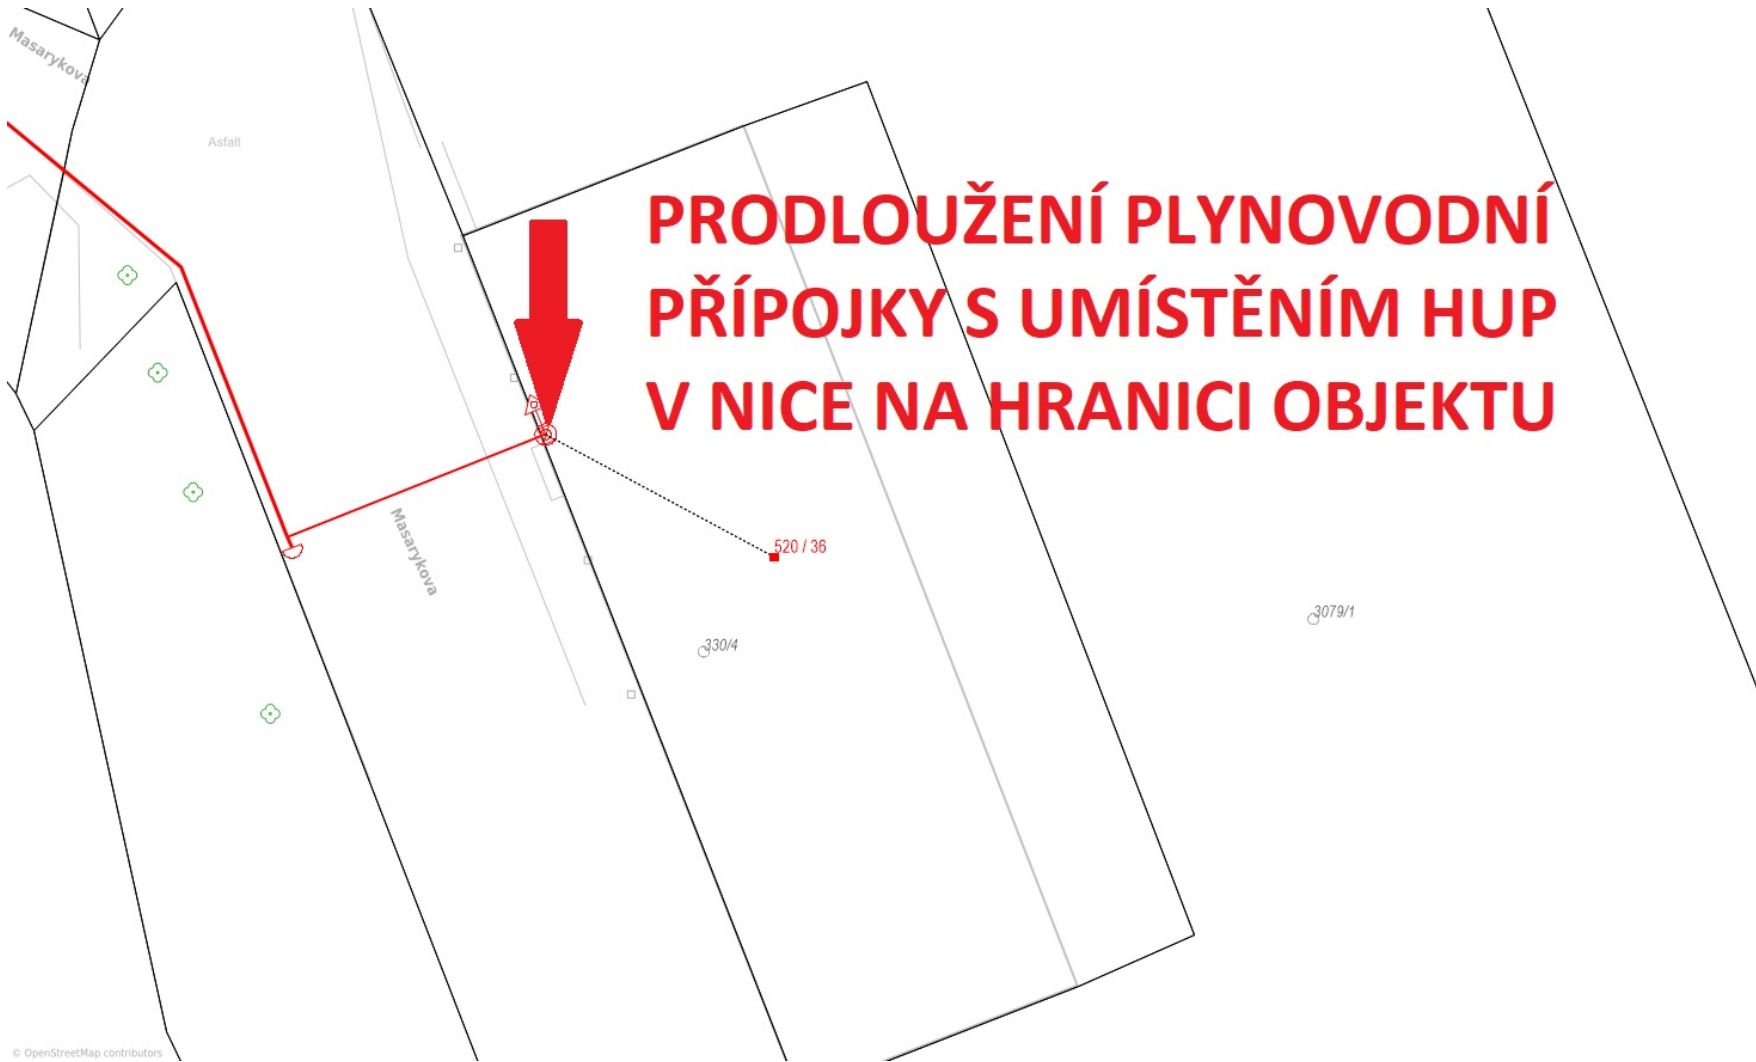 Masarykova
Asfalt
PRODLOUŽENÍ PLYNOVODNÍ
PŘÍPOJKY S UMÍSTĚNÍM HUP
V NICE NA HRANICI OBJEKTU
Masarykova
520 / 36
3079/1
330/4
© OpenStreetMap contributors